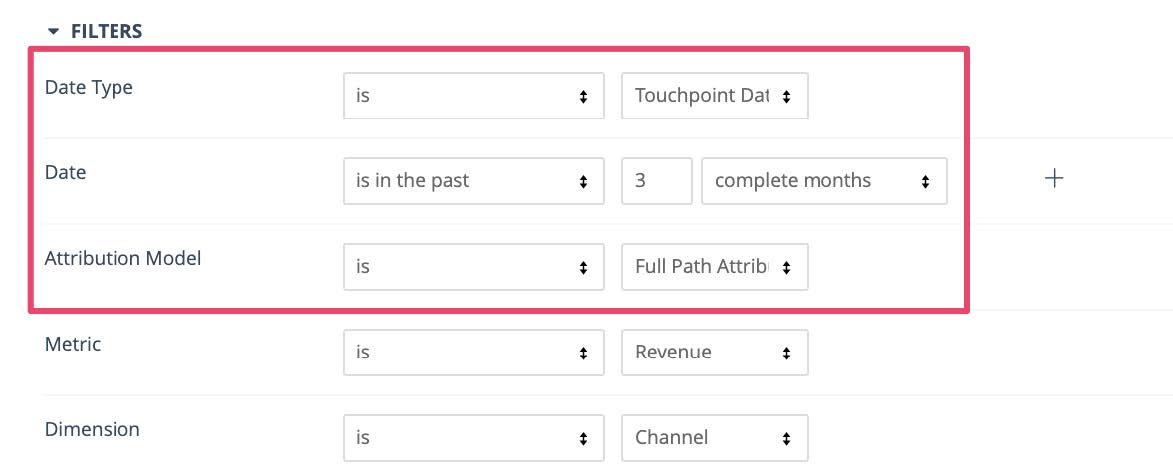 FILTERS
Date Type is Touchpoint Dat
Date is in the past 3 complete months
Attribution Model is Full Path Attrib
Metric is Revenue
Dimension is Channel